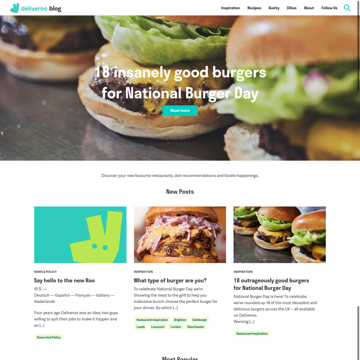 deliveroo blog
Inspiration Recipes Quirky Cities About Follow Us
18 insanely good burgers
for National Burger Day
Read more
Discover your new favourite restaurants, dish recommendations and foodie happenings.
New Posts
NEWS & POLICY
Say hello to the new Roo
中文 —
Deutsch — Español — Français — Italiano —
Nederlands
Four years ago Deliveroo was an idea: two guys
willing to quit their jobs to make it happen and
an [...]
News And Policy
INSPIRATION
What type of burger are you?
To celebrate National Burger Day we're
throwing the meat to the grill to help you
indecisive bunch choose the perfect burger for
your dinner. So which [...]
Restaurant Inspiration Brighton Edinburgh
Leeds Liverpool London Manchester
INSPIRATION
18 outrageously good burgers
for National Burger Day
National Burger Day is here! To celebrate,
we've rounded-up 18 of the most decadent and
delicious burgers across the UK – all available
on Deliveroo.
Warning [...]
Restaurant Inspiration
Most Popular